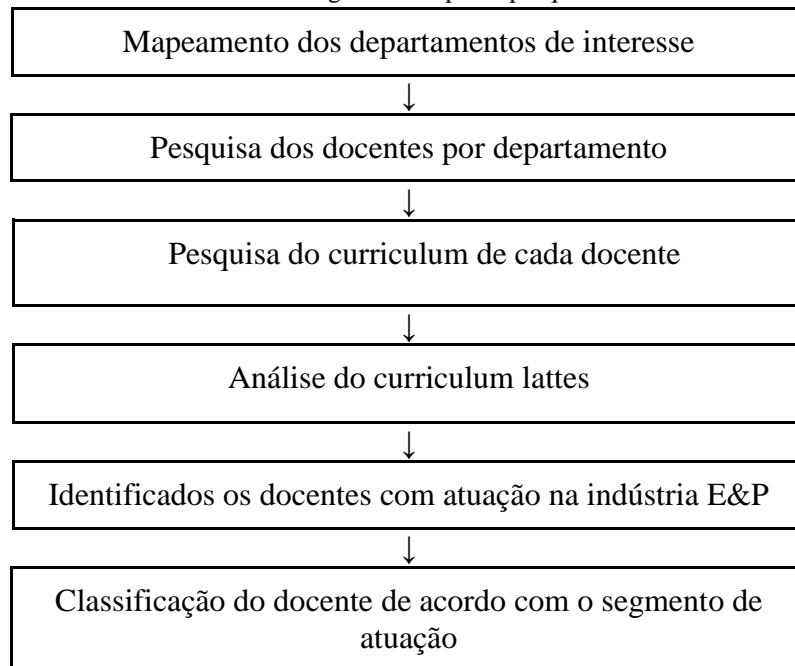 Mapeamento dos departamentos de interesse
↓
Pesquisa dos docentes por departamento
↓
Pesquisa do curriculum de cada docente
↓
Análise do curriculum lattes
↓
Identificados os docentes com atuação na indústria E&P
↓
Classificação do docente de acordo com o segmento de
atuação